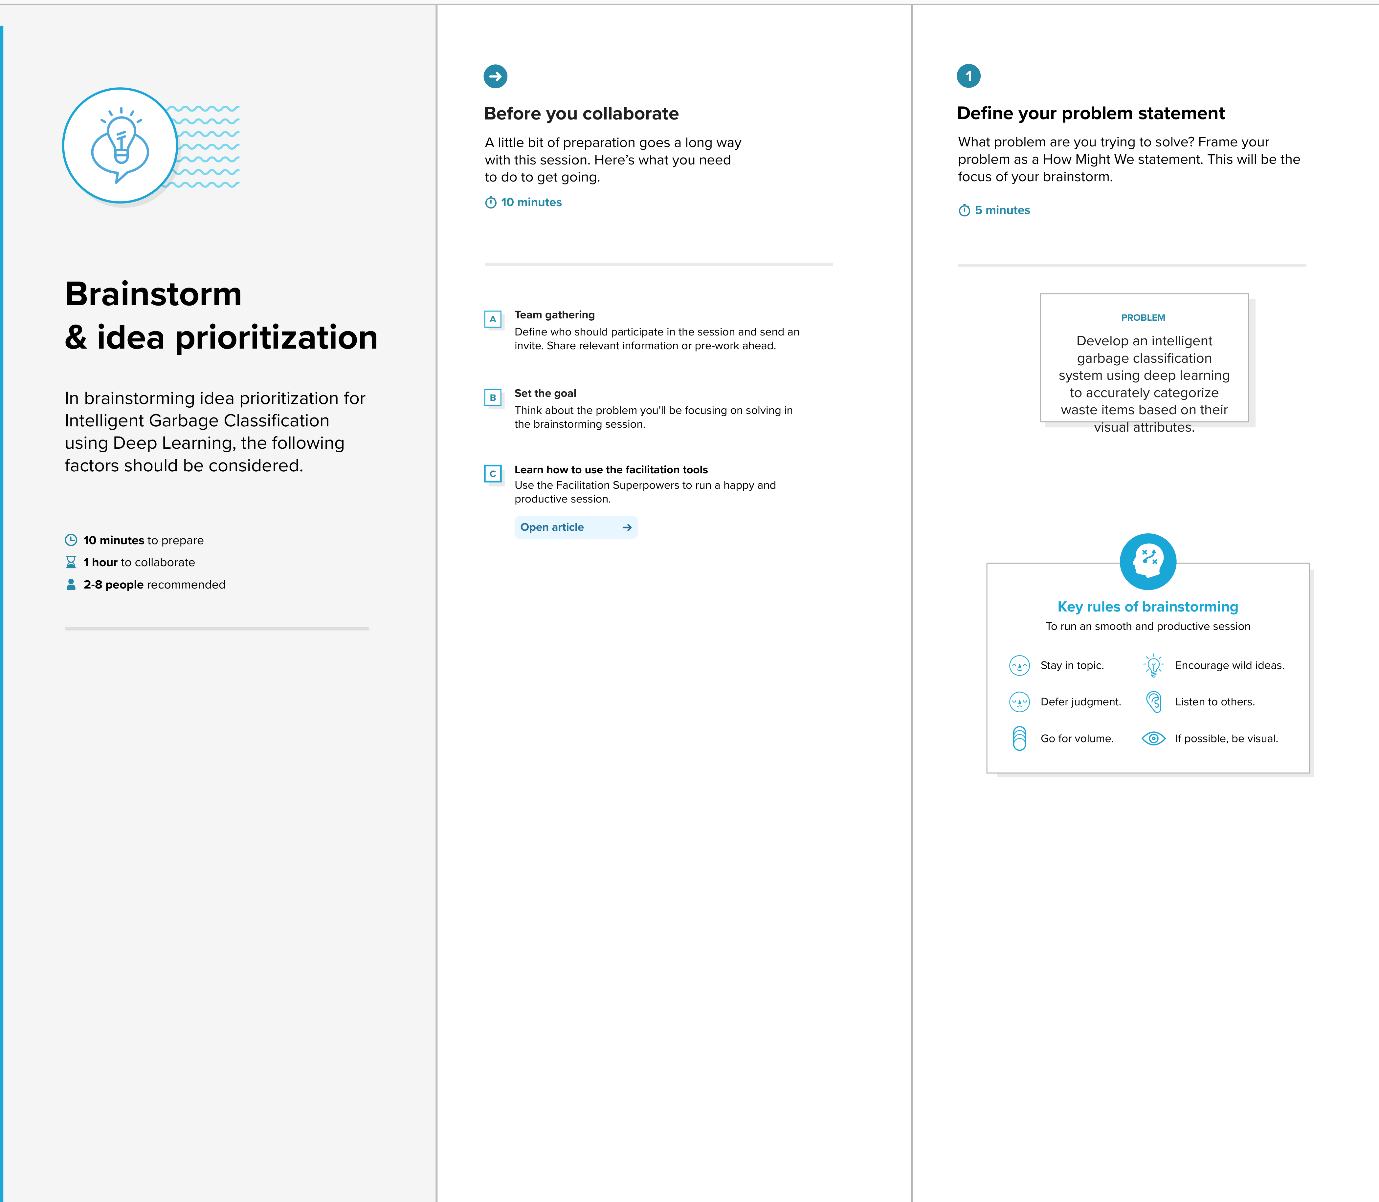 Brainstorm
& idea prioritization
In brainstorming idea prioritization for
Intelligent Garbage Classification
using Deep Learning, the following
factors should be considered.
10 minutes to prepare
1 hour to collaborate
2-8 people recommended
Before you collaborate
A little bit of preparation goes a long way
with this session. Here's what you need
to do to get going.
10 minutes
A
Team gathering
Define who should participate in the session and send an
invite. Share relevant information or pre-work ahead.
B
Set the goal
Think about the problem you'll be focusing on solving in
the brainstorming session.
C
Learn how to use the facilitation tools
Use the Facilitation Superpowers to run a happy and
productive session.
Open article
1
Define your problem statement
What problem are you trying to solve? Frame your
problem as a How Might We statement. This will be the
focus of your brainstorm.
5 minutes
PROBLEM
Develop an intelligent
garbage classification
system using deep learning
to accurately categorize
waste items based on their
visual attributes.
Key rules of brainstorming
To run an smooth and productive session
Stay in topic.
Encourage wild ideas.
Defer judgment.
Listen to others.
Go for volume.
If possible, be visual.